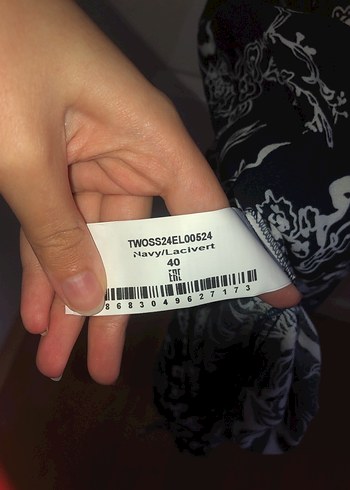 TWOSS24EL00524
Navy/Lacivert
40
EAC
8683049627173